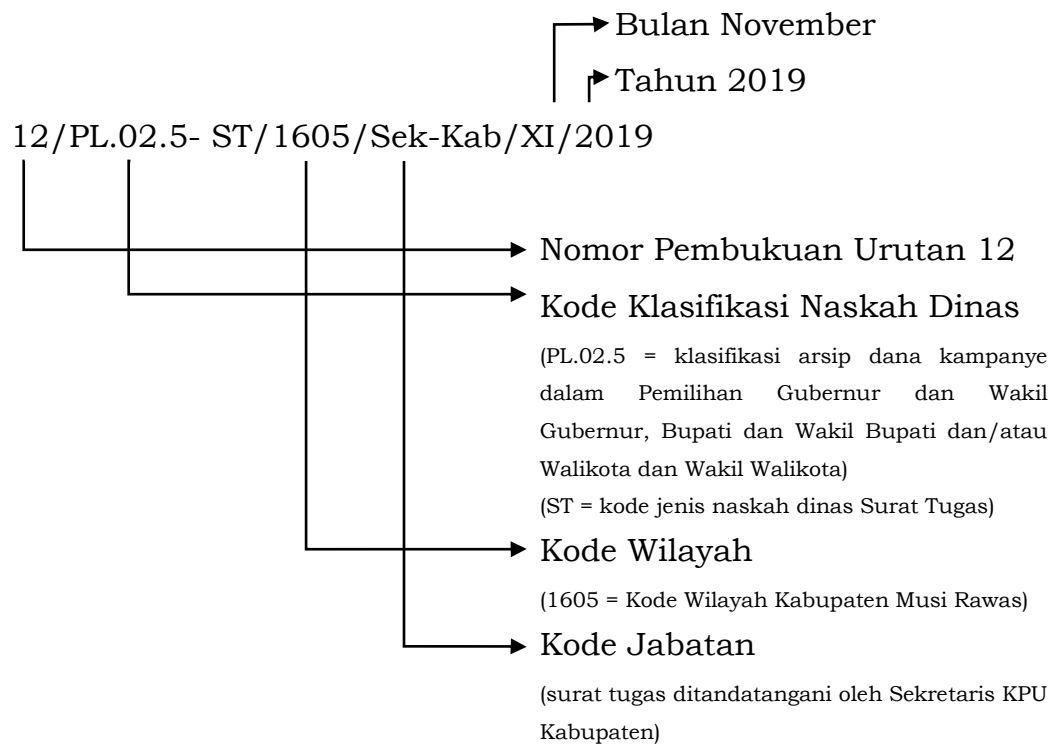 Bulan November
Tahun 2019
12/PL.02.5- ST/1605/Sek-Kab/XI/2019
Nomor Pembukuan Urutan 12
Kode Klasifikasi Naskah Dinas
(PL.02.5 = klasifikasi arsip dana kampanye
dalam Pemilihan Gubernur dan Wakil
Gubernur, Bupati dan Wakil Bupati dan/atau
Walikota dan Wakil Walikota)
(ST = kode jenis naskah dinas Surat Tugas)
Kode Wilayah
(1605 = Kode Wilayah Kabupaten Musi Rawas)
Kode Jabatan
(surat tugas ditandatangani oleh Sekretaris KPU
Kabupaten)